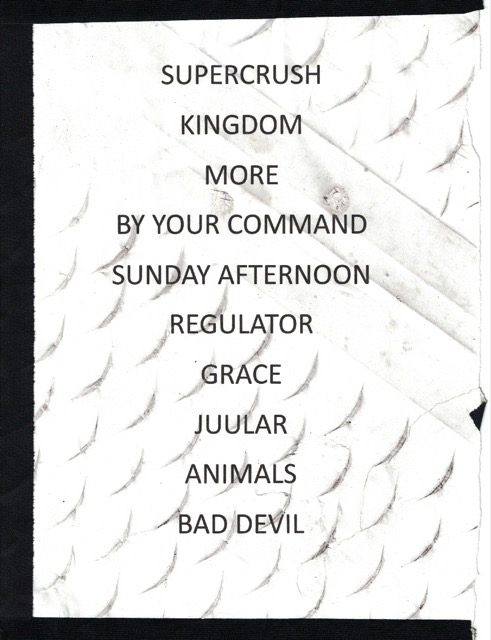 SUPERCRUSH
KINGDOM
MORE
BY YOUR COMMAND
SUNDAY AFTERNOON
REGULATOR
GRACE
JUULAR
ANIMALS
BAD DEVIL